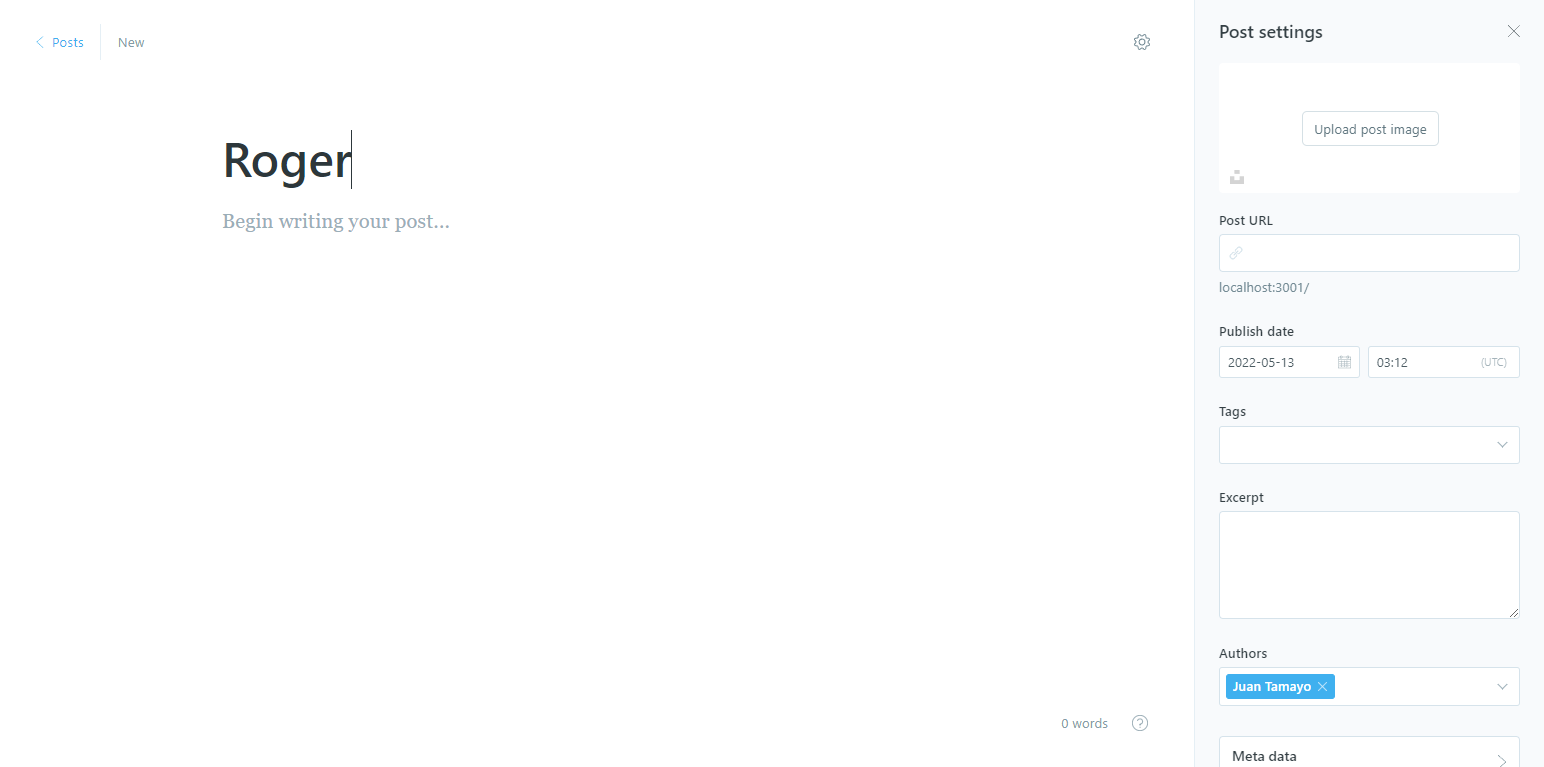 Posts
New
Roger
Begin writing your post...
0 words
Post settings
Upload post image
Post URL
localhost:3001/
Publish date
2022-05-13
03:12 (UTC)
Tags
Excerpt
Authors
Juan Tamayo
Meta data